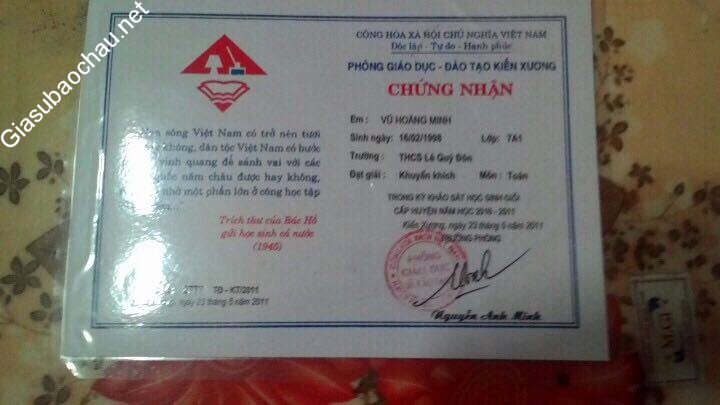 Giasubaochau.net
CỘNG HÒA XÃ HỘI CHỦ NGHĨA VIỆT NAM
Độc lập - Tự do - Hạnh phúc
PHÒNG GIÁO DỤC - ĐÀO TẠO KIẾN XƯƠNG
CHỨNG NHẬN
Em : VŨ HOÀNG MINH
Sinh ngày: 16/02/1998 Lớp: 7A1
Trường : THCS Lê Quý Đôn
Đạt giải : Khuyến khích Môn : Toán
TRONG KỲ KHẢO SÁT HỌC SINH GIỎI
CẤP HUYỆN NĂM HỌC 2010 - 2011
Kiến Xương, ngày 23 tháng 5 năm 2011
TRƯỞNG PHÒNG
PHÒNG
GIÁO DỤC
Nguyễn Anh Minh
sông Việt Nam có trở nên tươi
không, dân tộc Việt Nam có bước
vinh quang để sánh vai với các
quốc năm châu được hay không,
nhờ một phần lớn ở công học tập
Trích thư của Bác Hồ
gửi học sinh cả nước
(1945)
TĐ - KT/2011
ngày 23 tháng 5 năm 2011